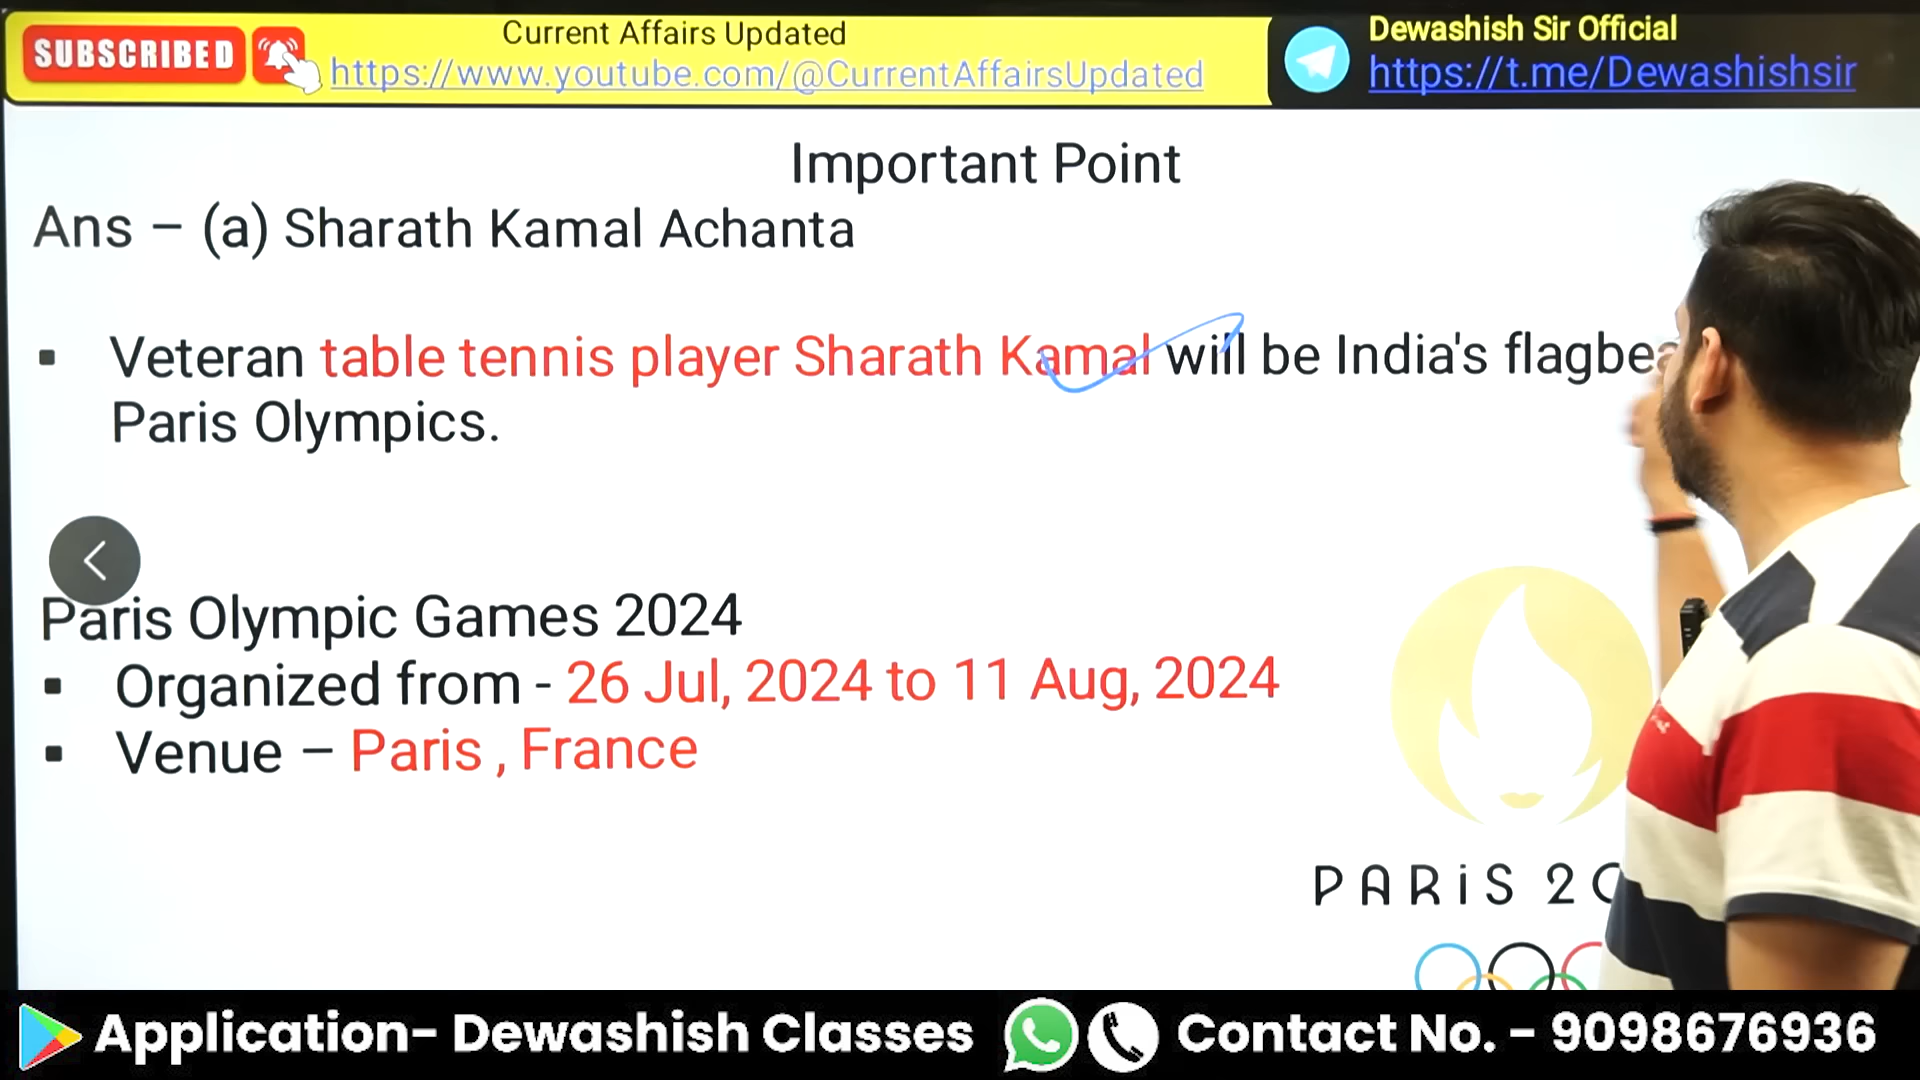 SUBSCRIBED
Current Affairs Updated
https://www.youtube.com/@CurrentAffairsUpdated
Dewashish Sir Official
https://t.me/Dewashishsir
Important Point
Ans – (a) Sharath Kamal Achanta
▪ Veteran table tennis player Sharath Kamal will be India's flagbea
Paris Olympics.
Paris Olympic Games 2024
▪ Organized from - 26 Jul, 2024 to 11 Aug, 2024
▪ Venue – Paris , France
PARiS 20
Application- Dewashish Classes
Contact No. - 9098676936